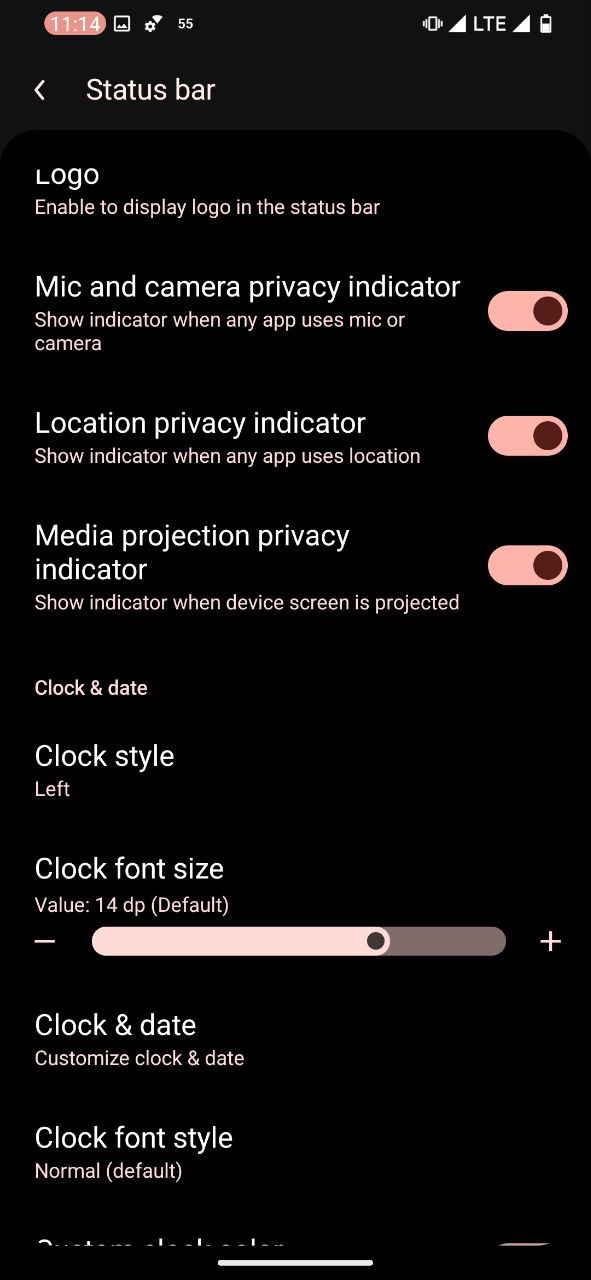 11:14 55 LTE
Status bar
Logo
Enable to display logo in the status bar
Mic and camera privacy indicator
Show indicator when any app uses mic or
camera
Location privacy indicator
Show indicator when any app uses location
Media projection privacy
indicator
Show indicator when device screen is projected
Clock & date
Clock style
Left
Clock font size
Value: 14 dp (Default)
Clock & date
Customize clock & date
Clock font style
Normal (default)
Custom clock color